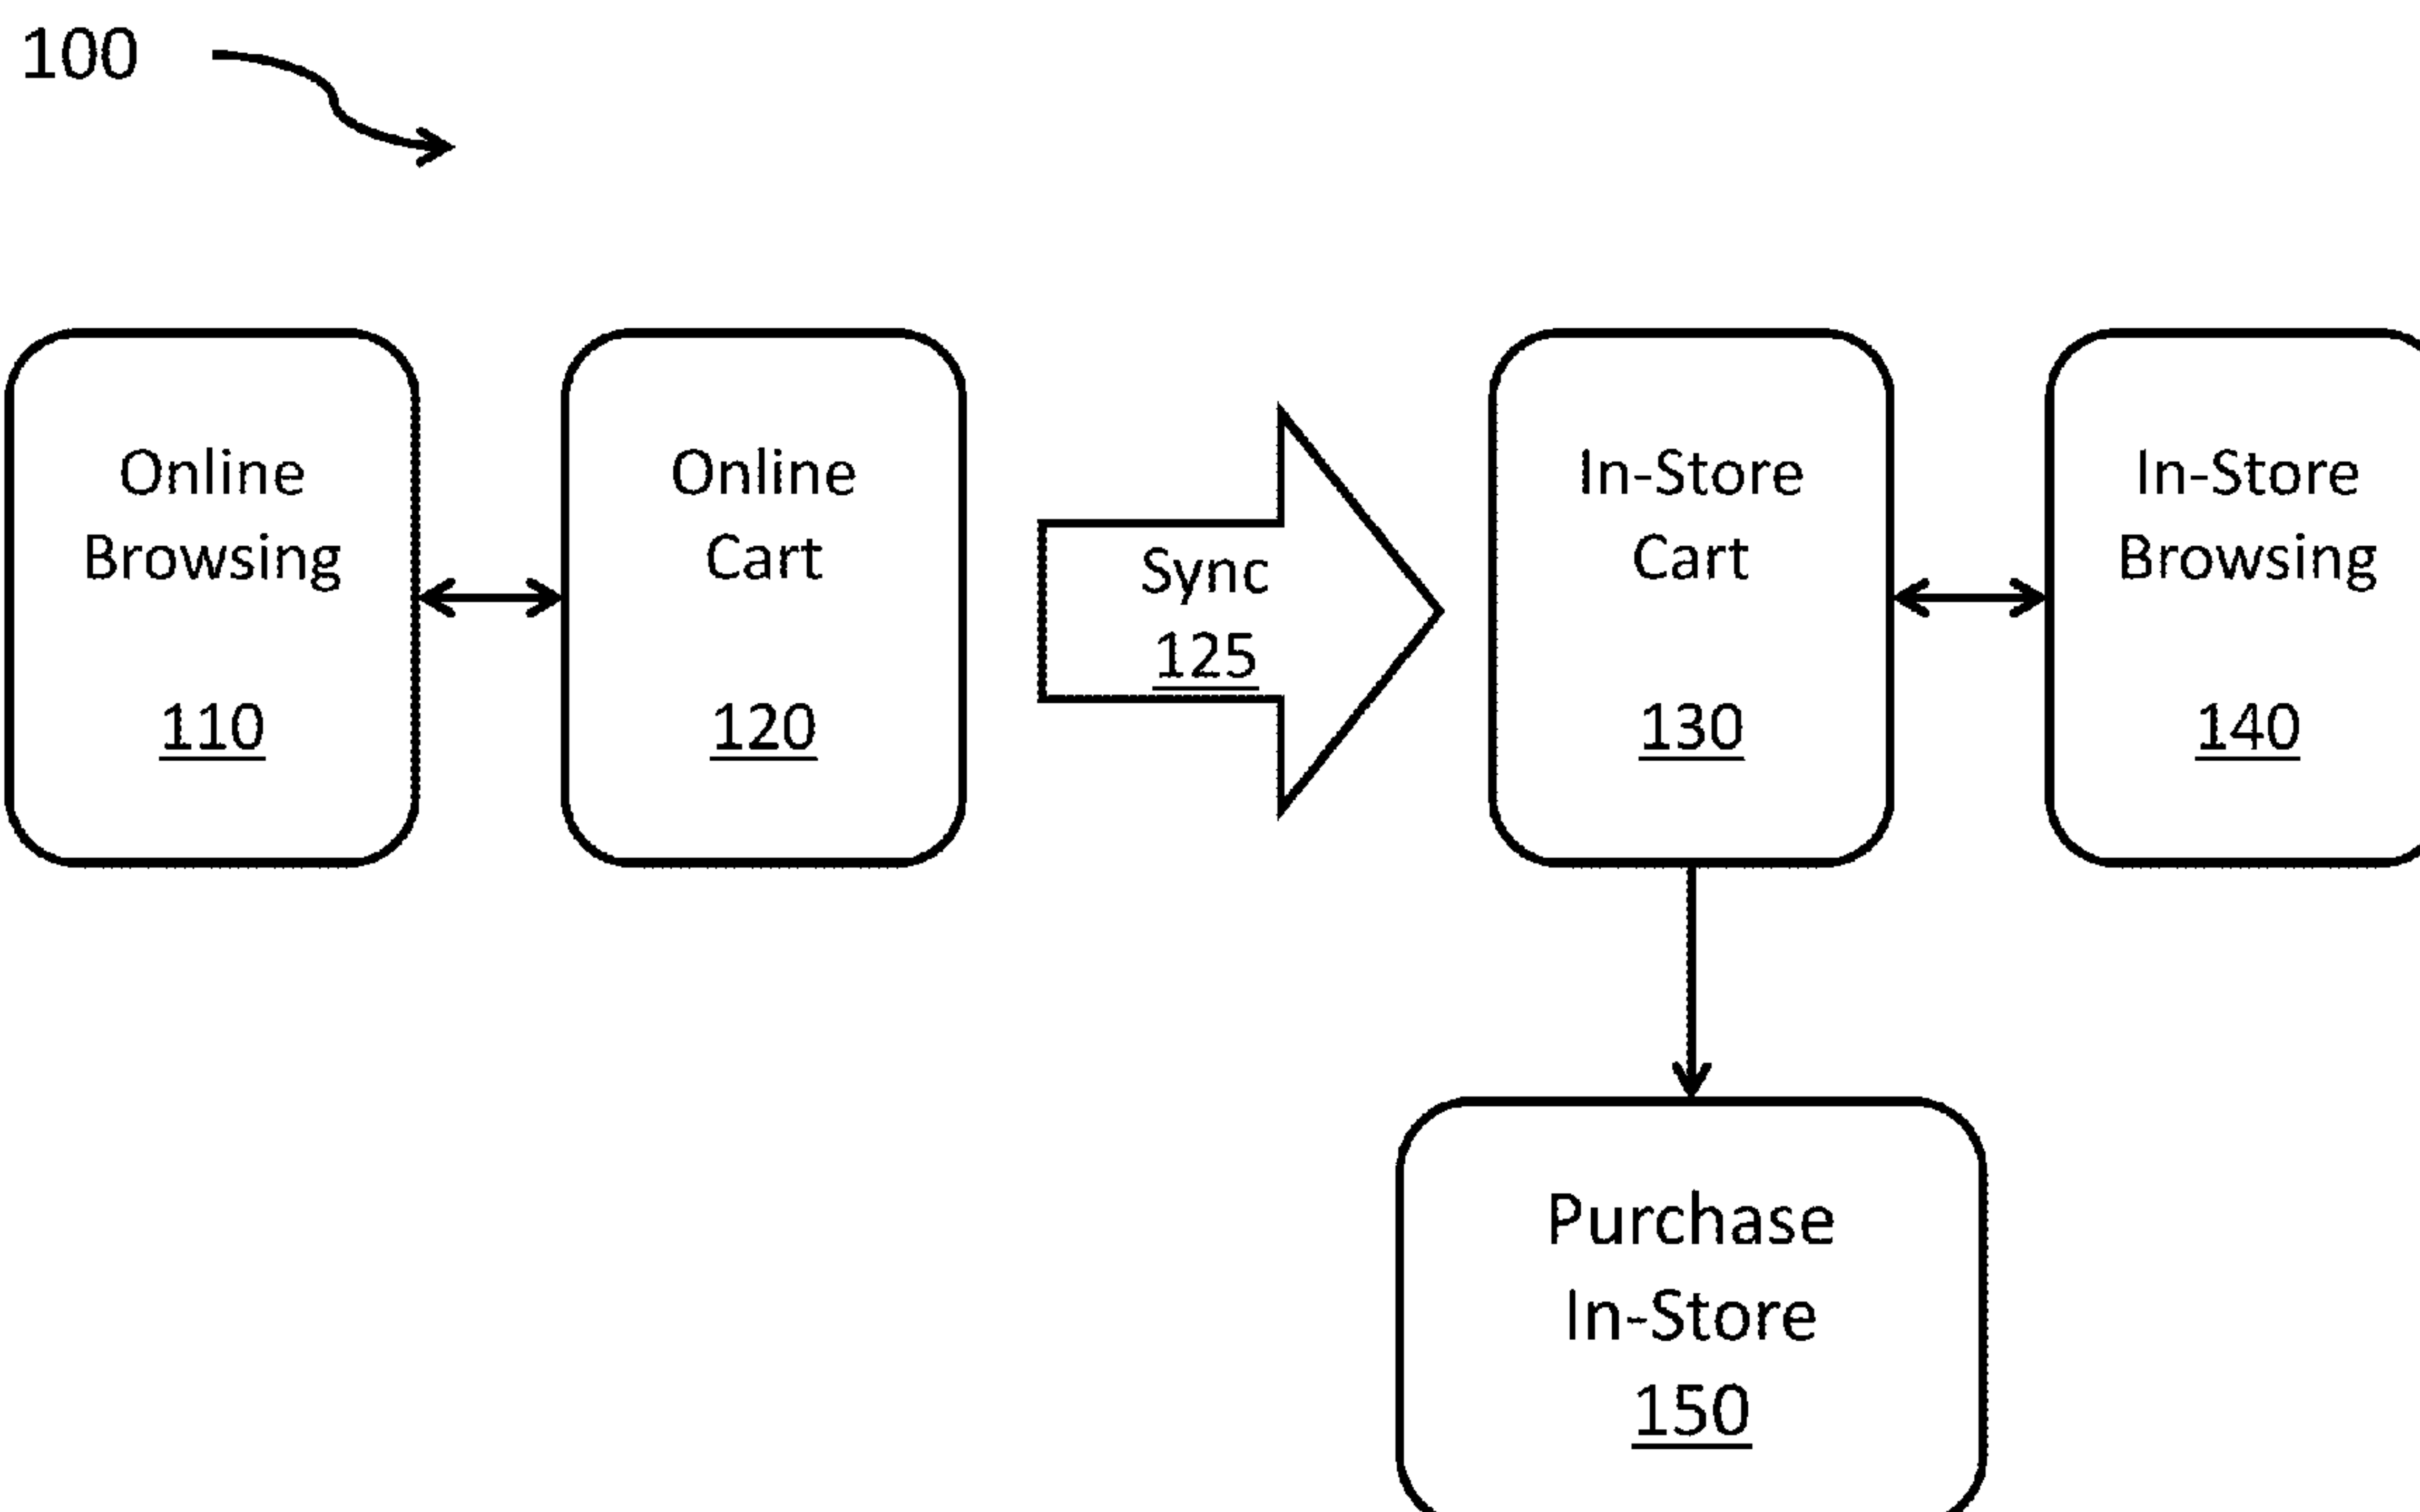 100
Online
Browsing
110
Online
Cart
120
Sync
125
In-Store
Cart
130
In-Store
Browsing
140
Purchase
In-Store
150